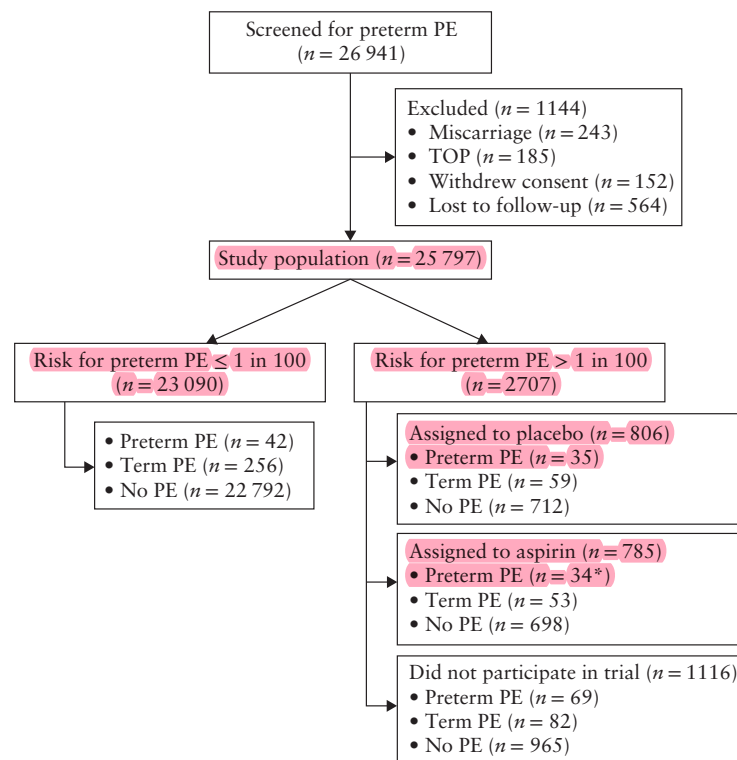 Screened for preterm PE
(n = 26 941)
Excluded (n = 1144)
• Miscarriage (n = 243)
• TOP (n = 185)
• Withdrew consent (n = 152)
• Lost to follow-up (n = 564)
Study population (n = 25 797)
Risk for preterm PE ≤ 1 in 100
(n = 23 090)
• Preterm PE (n = 42)
• Term PE (n = 256)
• No PE (n = 22 792)
Risk for preterm PE > 1 in 100
(n = 2707)
Assigned to placebo (n = 806)
• Preterm PE (n = 35)
• Term PE (n = 59)
• No PE (n = 712)
Assigned to aspirin (n = 785)
• Preterm PE (n = 34*)
• Term PE (n = 53)
• No PE (n = 698)
Did not participate in trial (n = 1116)
• Preterm PE (n = 69)
• Term PE (n = 82)
• No PE (n = 965)